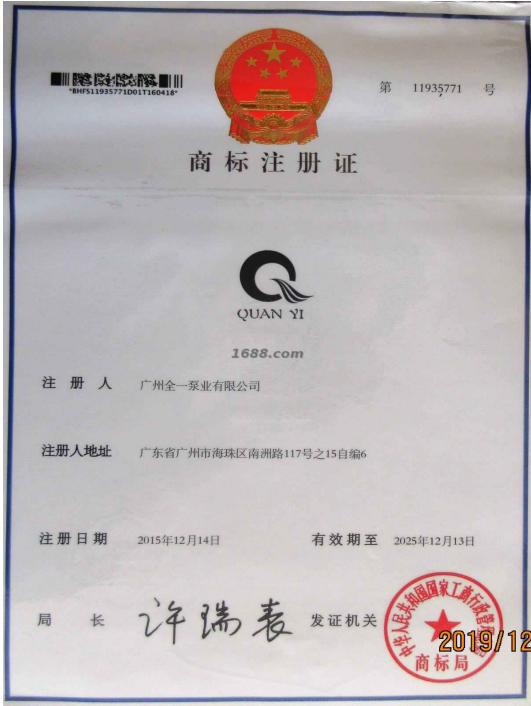 第 11935771 号
*BHFS11935771D01T160418*
商标注册证
QUAN YI
1688.com
注册人 广州全一泵业有限公司
注册人地址 广东省广州市海珠区南洲路117号之15自编6
注册日期 2015年12月14日 有效期至 2025年12月13日
局长 许瑞表 发证机关
中华人民共和国国家工商行政管理总局
商标局
2019/12